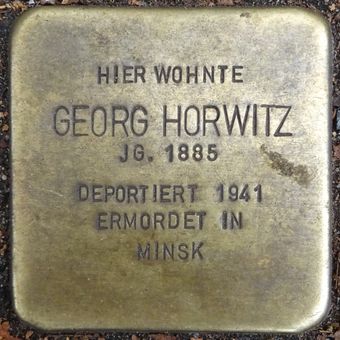 HIER WOHNTE
GEORG HORWITZ
JG. 1885
DEPORTIERT 1941
ERMORDET IN
MINSK